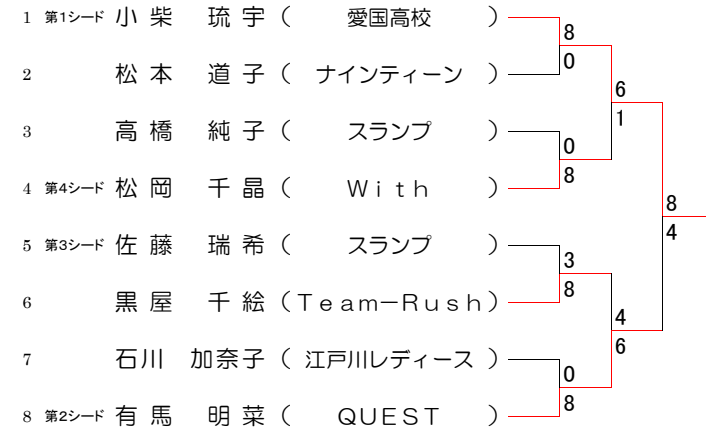 1 第1シード 小柴 琉宇 ( 愛国高校 )
8
0
2 松本 道子 ( ナインティーン )
6
1
3 高橋 純子 ( スランプ )
0
8
4 第4シード 松岡 千晶 ( With )
8
4
5 第3シード 佐藤 瑞希 ( スランプ )
3
8
6 黒屋 千絵 (Team−Rush)
4
6
7 石川 加奈子 ( 江戸川レディース )
0
8
8 第2シード 有馬 明菜 ( QUEST )